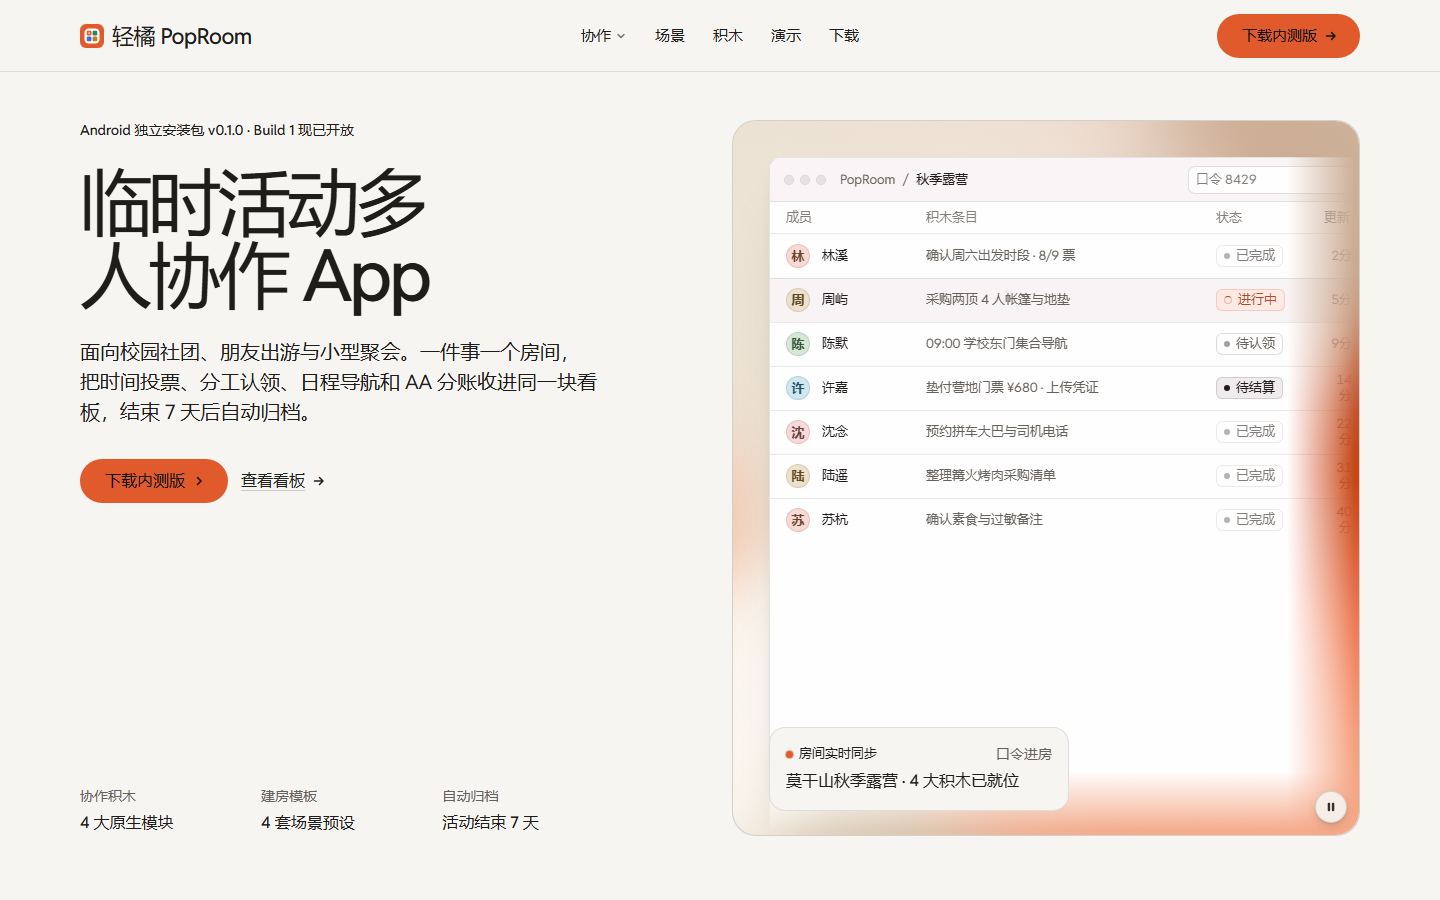 轻橘 PopRoom
协作
场景
积木
演示
下载
下载内测版
Android 独立安装包 v0.1.0 · Build 1 现已开放
临时活动多
人协作 App
面向校园社团、朋友出游与小型聚会。一件事一个房间，
把时间投票、分工认领、日程导航和 AA 分账收进同一块看
板，结束 7 天后自动归档。
下载内测版
查看看板
协作积木
4 大原生模块
建房模板
4 套场景预设
自动归档
活动结束 7 天
PopRoom / 秋季露营
口令 8429
成员 积木条目 状态 更新
林 林溪 确认周六出发时段 · 8/9 票 已完成 2分
周 周屿 采购两顶 4 人帐篷与地垫 进行中 5分
陈 陈默 09:00 学校东门集合导航 待认领 9分
许 许嘉 垫付营地门票 ¥680 · 上传凭证 待结算 14分
沈 沈念 预约拼车大巴与司机电话 已完成 22分
陆 陆遥 整理篝火烤肉采购清单 已完成 31分
苏 苏杭 确认素食与过敏备注 已完成 40分
房间实时同步 口令进房
莫干山秋季露营 · 4 大积木已就位